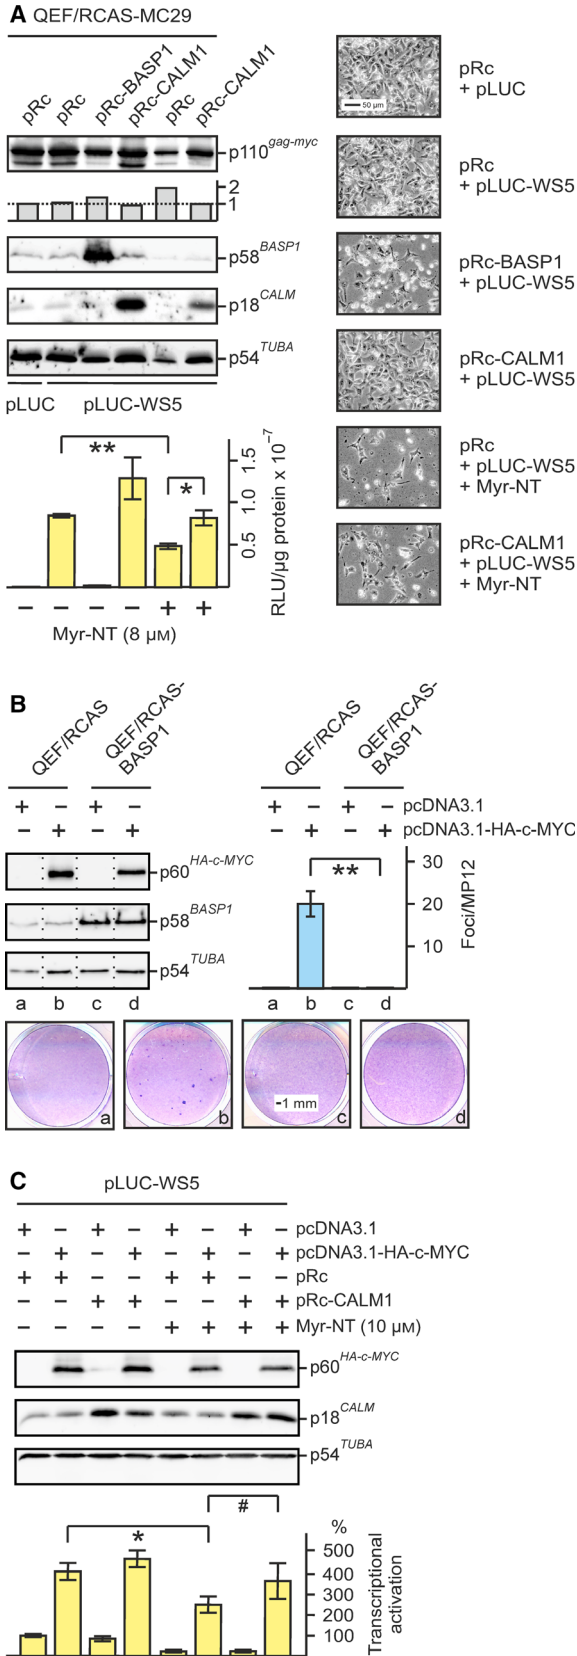 A
QEF/RCAS-MC29
pRc
pRc
pRc-BASP1
pRc-CALM1
pRc
pRc-CALM1
p110gag-myc
2
1
p58BASP1
p18CALM
p54TUBA
pLUC
pLUC-WS5
**
*
1.5
1.0
0.5
RLU/µg protein x 10−7
− − − − + +
Myr-NT (8 µM)
50 µm
pRc
+ pLUC
pRc
+ pLUC-WS5
pRc-BASP1
+ pLUC-WS5
pRc-CALM1
+ pLUC-WS5
pRc
+ pLUC-WS5
+ Myr-NT
pRc-CALM1
+ pLUC-WS5
+ Myr-NT
B
QEF/RCAS
QEF/RCAS-
BASP1
QEF/RCAS
QEF/RCAS-
BASP1
+ − + − + − + − pcDNA3.1
− + − + − + − + pcDNA3.1-HA-c-MYC
p60HA-c-MYC
p58BASP1
p54TUBA
a b c d
**
30
20
10
Foci/MP12
a b c d
a
b
-1 mm
c
d
C
pLUC-WS5
+ − + − + − + − pcDNA3.1
− + − + − + − + pcDNA3.1-HA-c-MYC
+ + − − + + − − pRc
− − + + − − + + pRc-CALM1
− − − − + + + + Myr-NT (10 µM)
p60HA-c-MYC
p18CALM
p54TUBA
#
*
%
500
400
300
200
100
Transcriptional
activation